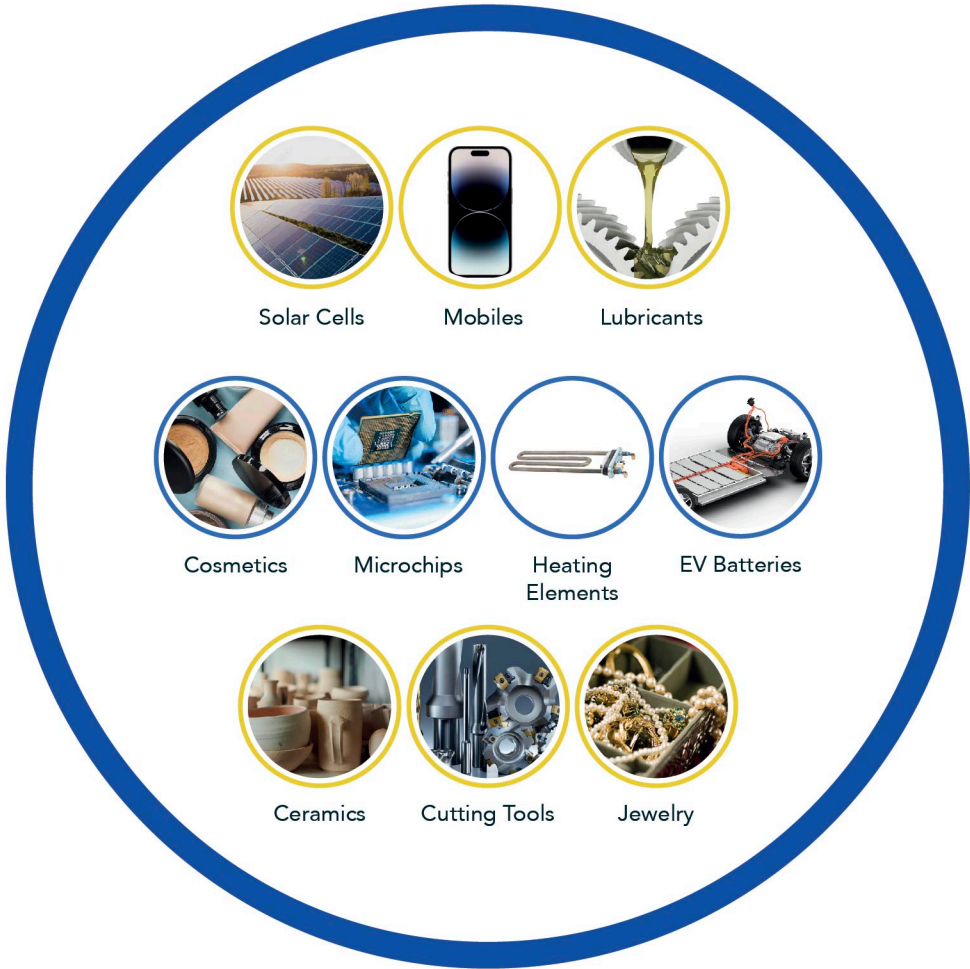 Solar Cells
Mobiles
Lubricants
Cosmetics
Microchips
Heating
Elements
EV Batteries
Ceramics
Cutting Tools
Jewelry